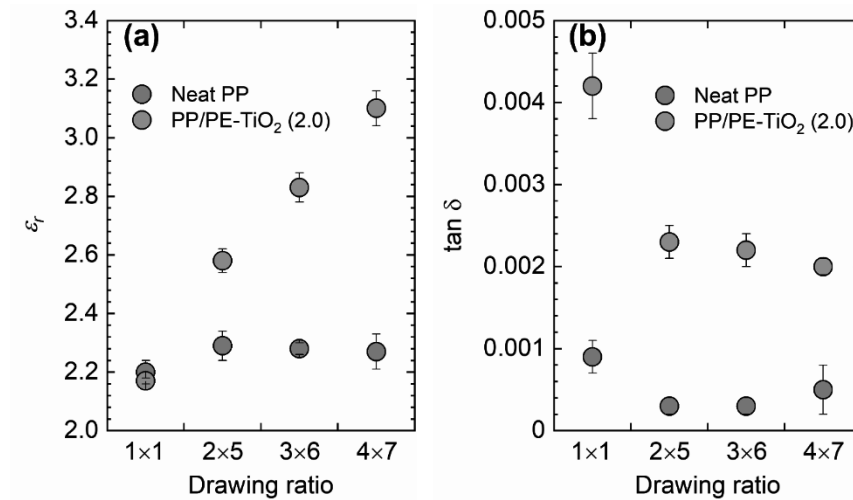 (a)
3.4
3.2
3.0
2.8
2.6
2.4
2.2
2.0
εr
Neat PP
PP/PE-TiO2 (2.0)
1×1 2×5 3×6 4×7
Drawing ratio
(b)
0.005
0.004
0.003
0.002
0.001
0
tan δ
Neat PP
PP/PE-TiO2 (2.0)
1×1 2×5 3×6 4×7
Drawing ratio